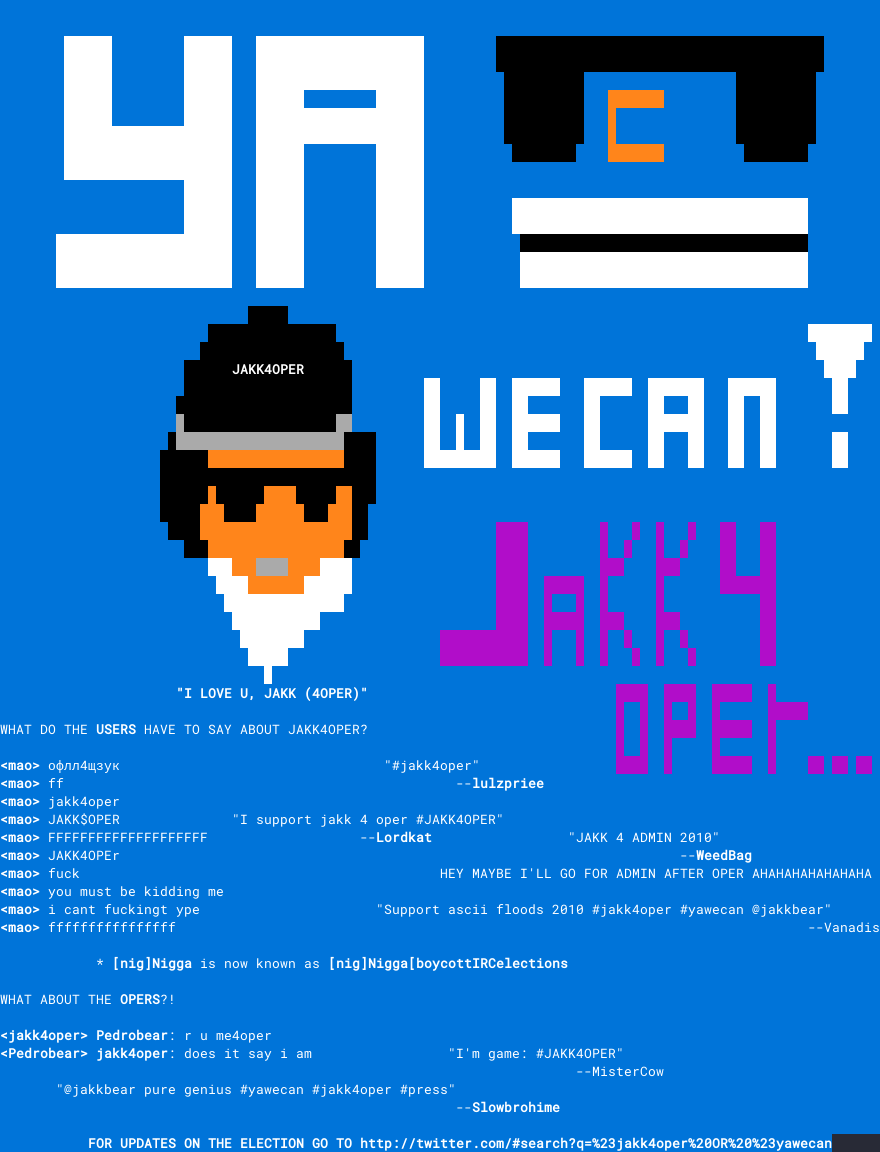 YA
WECAN!
JAKK4OPER
JAKK4
OPEr...
"I LOVE U, JAKK (4OPER)"
WHAT DO THE USERS HAVE TO SAY ABOUT JAKK4OPER?
<mao> офлл4щзук "#jakk4oper"
<mao> ff --lulzpriee
<mao> jakk4oper
<mao> JAKK$OPER "I support jakk 4 oper #JAKK4OPER"
<mao> FFFFFFFFFFFFFFFFFFFF --Lordkat "JAKK 4 ADMIN 2010"
<mao> JAKK4OPEr --WeedBag
<mao> fuck HEY MAYBE I'LL GO FOR ADMIN AFTER OPER AHAHAHAHAHAHAHA
<mao> you must be kidding me
<mao> i cant fuckingt ype "Support ascii floods 2010 #jakk4oper #yawecan @jakkbear"
<mao> ffffffffffffffff --Vanadis
* [nig]Nigga is now known as [nig]Nigga[boycottIRCelections
WHAT ABOUT THE OPERS?!
<jakk4oper> Pedrobear: r u me4oper
<Pedrobear> jakk4oper: does it say i am "I'm game: #JAKK4OPER"
--MisterCow
"@jakkbear pure genius #yawecan #jakk4oper #press"
--Slowbrohime
FOR UPDATES ON THE ELECTION GO TO http://twitter.com/#search?q=%23jakk4oper%20OR%20%23yawecan